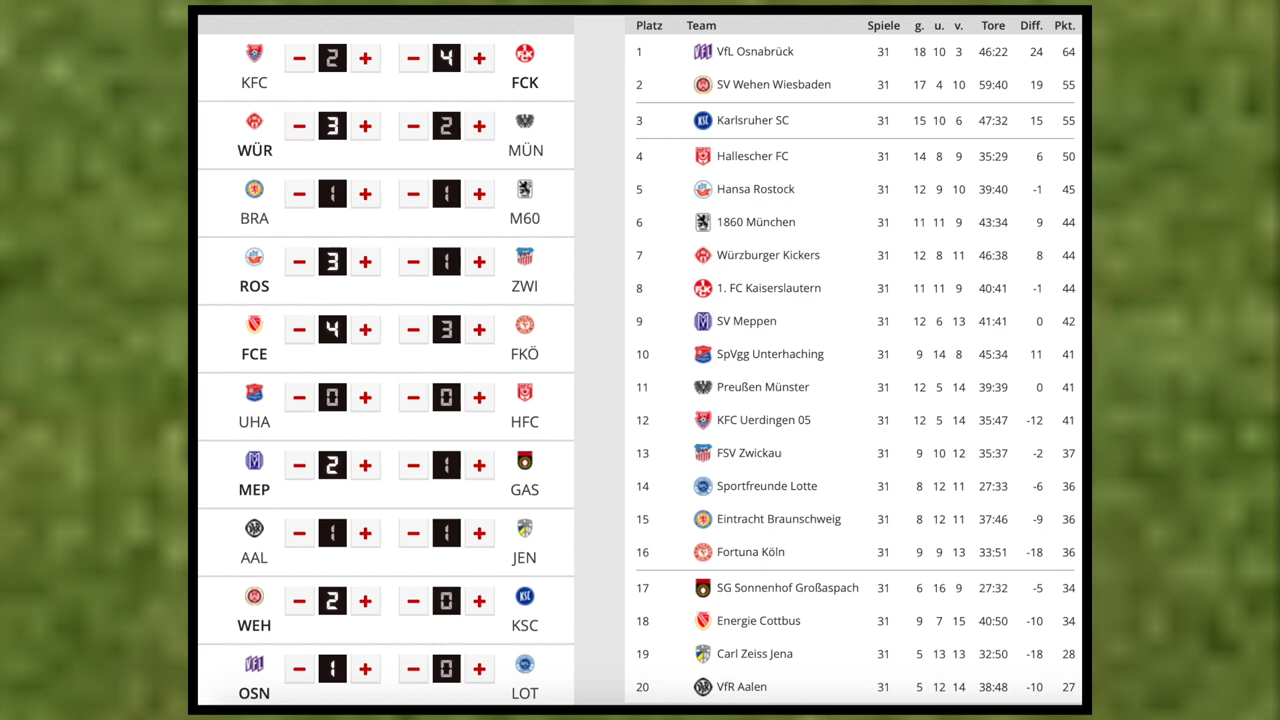 − 2 + − 4 +
KFC FCK
− 3 + − 2 +
WÜR MÜN
− 1 + − 1 +
BRA M60
− 3 + − 1 +
ROS ZWI
− 4 + − 3 +
FCE FKÖ
− 0 + − 0 +
UHA HFC
− 2 + − 1 +
MEP GAS
− 1 + − 1 +
AAL JEN
− 2 + − 0 +
WEH KSC
− 1 + − 0 +
OSN LOT
Platz Team Spiele g. u. v. Tore Diff. Pkt.
1 VfL Osnabrück 31 18 10 3 46:22 24 64
2 SV Wehen Wiesbaden 31 17 4 10 59:40 19 55
3 Karlsruher SC 31 15 10 6 47:32 15 55
4 Hallescher FC 31 14 8 9 35:29 6 50
5 Hansa Rostock 31 12 9 10 39:40 -1 45
6 1860 München 31 11 11 9 43:34 9 44
7 Würzburger Kickers 31 12 8 11 46:38 8 44
8 1. FC Kaiserslautern 31 11 11 9 40:41 -1 44
9 SV Meppen 31 12 6 13 41:41 0 42
10 SpVgg Unterhaching 31 9 14 8 45:34 11 41
11 Preußen Münster 31 12 5 14 39:39 0 41
12 KFC Uerdingen 05 31 12 5 14 35:47 -12 41
13 FSV Zwickau 31 9 10 12 35:37 -2 37
14 Sportfreunde Lotte 31 8 12 11 27:33 -6 36
15 Eintracht Braunschweig 31 8 12 11 37:46 -9 36
16 Fortuna Köln 31 9 9 13 33:51 -18 36
17 SG Sonnenhof Großaspach 31 6 16 9 27:32 -5 34
18 Energie Cottbus 31 9 7 15 40:50 -10 34
19 Carl Zeiss Jena 31 5 13 13 32:50 -18 28
20 VfR Aalen 31 5 12 14 38:48 -10 27